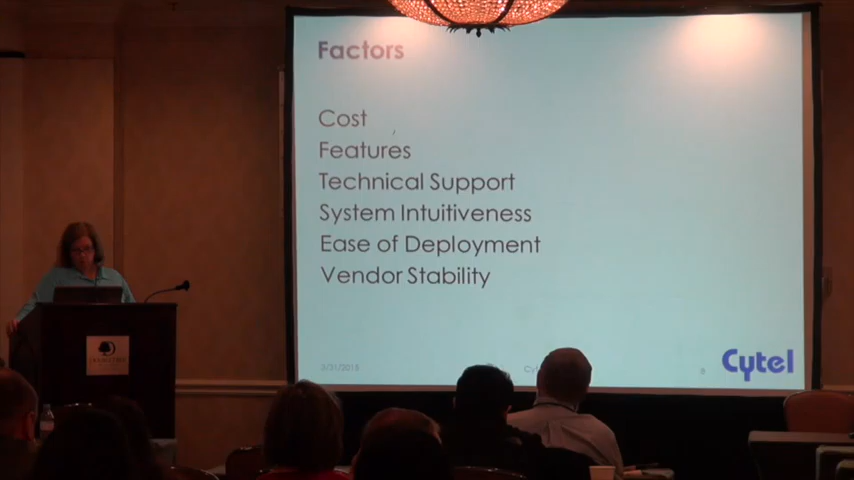 Factors
Cost
Features
Technical Support
System Intuitiveness
Ease of Deployment
Vendor Stability
Cytel